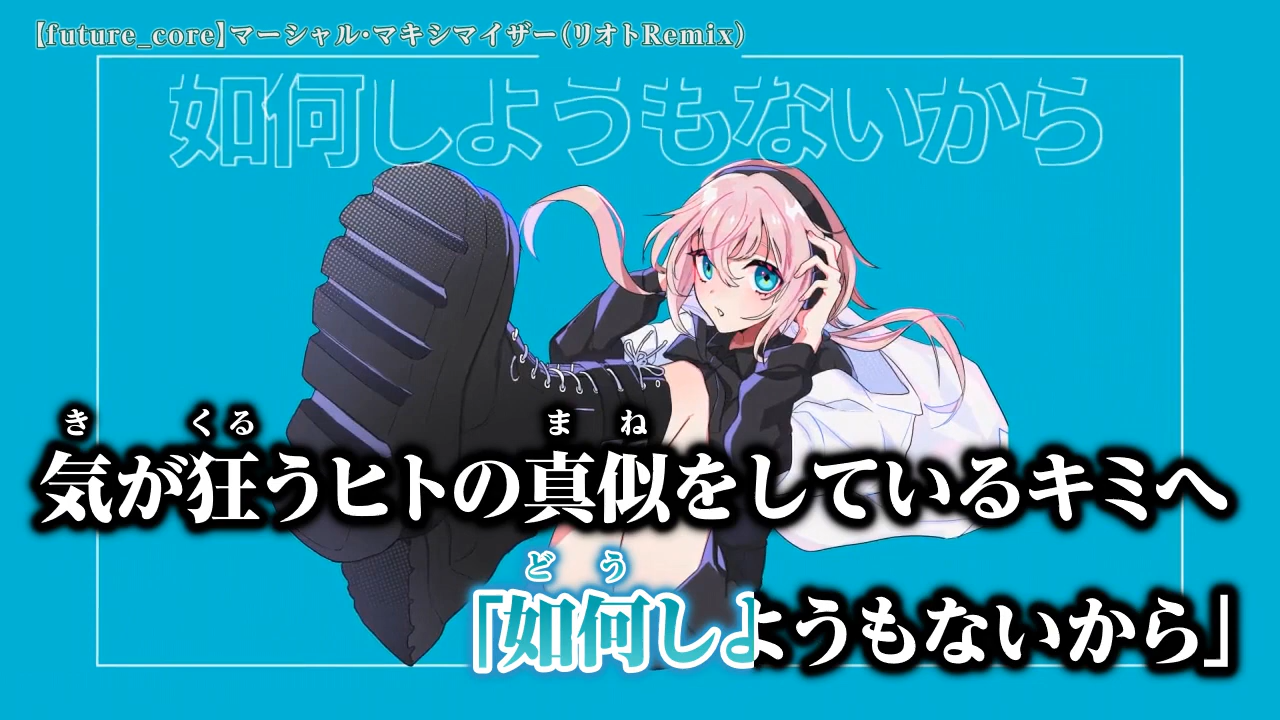 【future_core】マーシャル・マキシマイザー(リオトRemix)
如何しようもないから
き くる ま ね
気が狂うヒトの真似をしているキミへ
どう
「如何しようもないから」